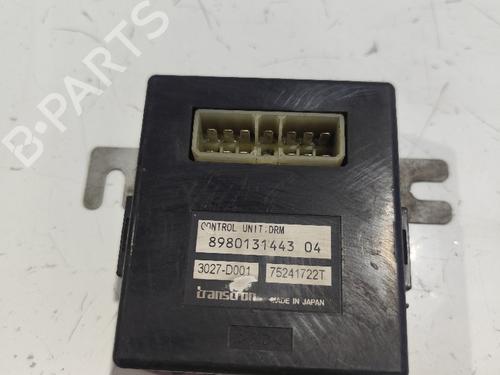 B-PARTS
CONTROL UNIT;DRM
8980131443 04
3027-D001 75241722T
transtron MADE IN JAPAN